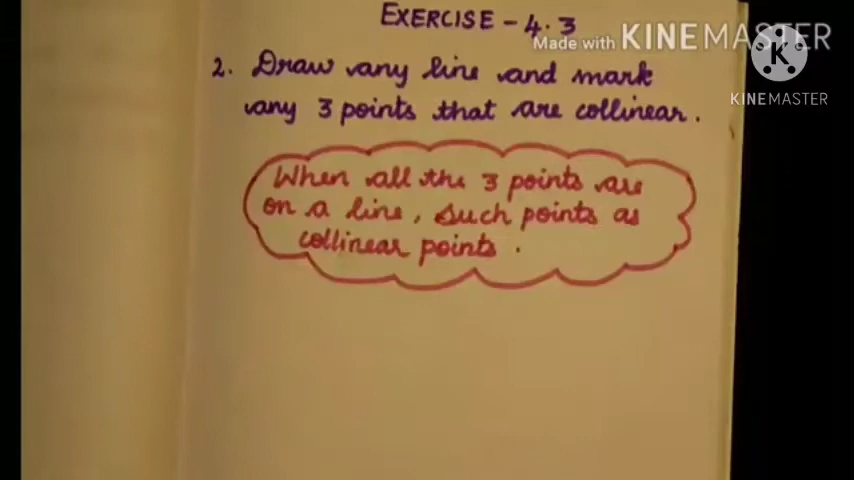 EXERCISE - 4.3
Made with KINEMASTER
K
KINEMASTER
2. Draw any line and mark
any 3 points that are collinear.
When all the 3 points are
on a line, such points as
collinear points.